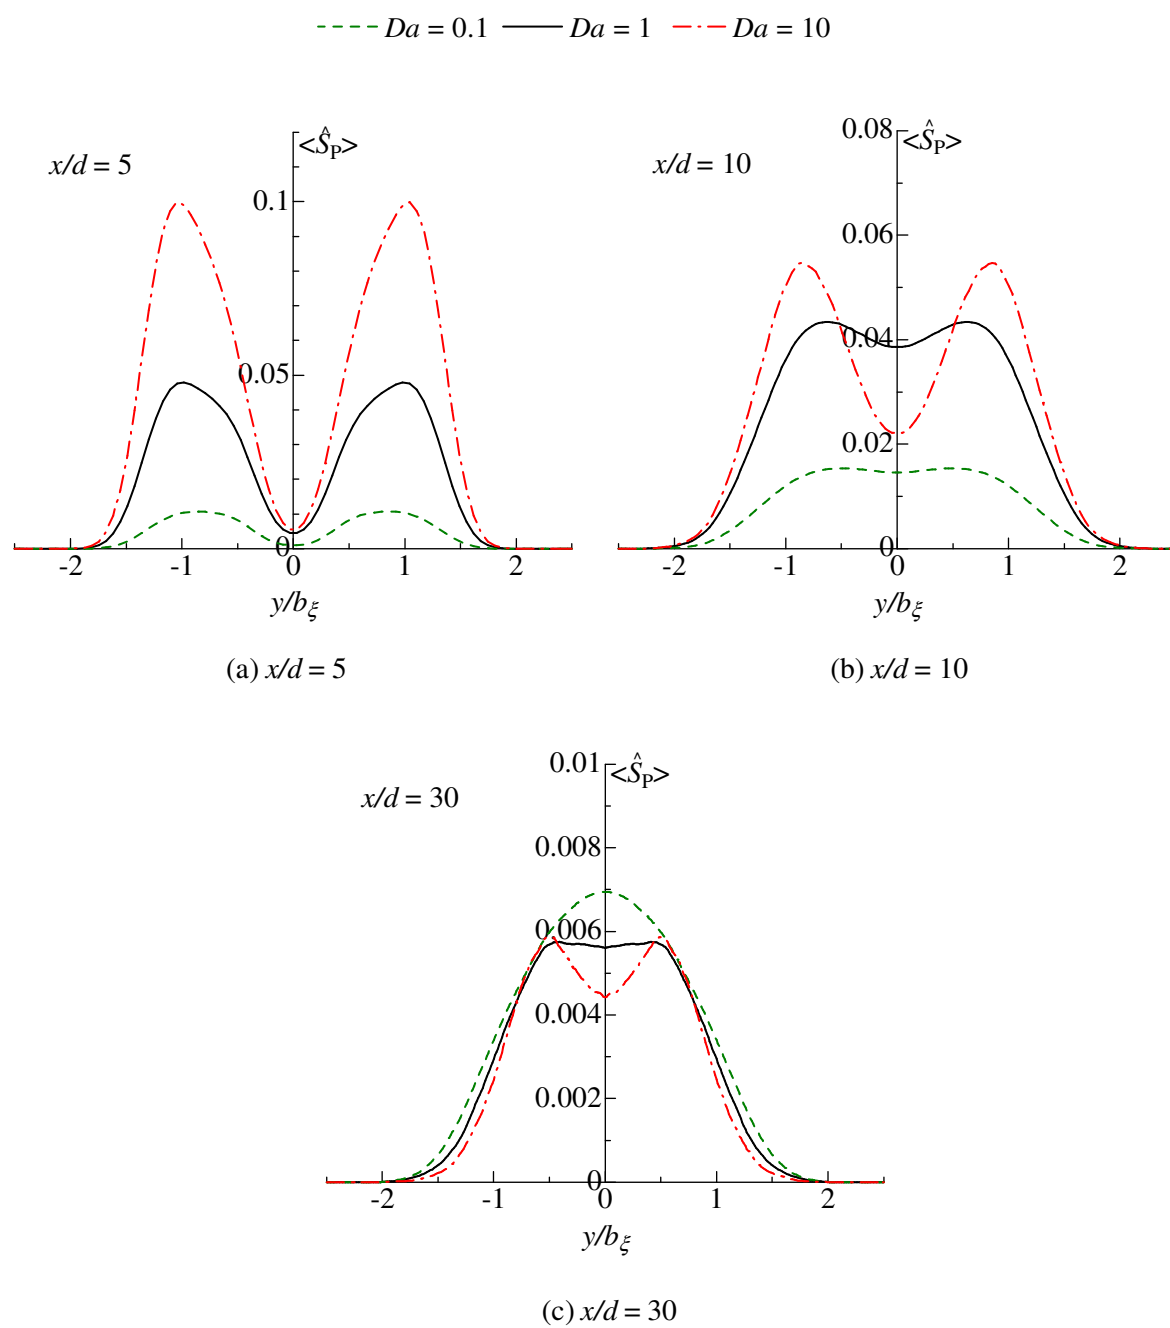 Da = 0.1 Da = 1 Da = 10
x/d = 5
<Ŝ_P>
0.1
0.05
0
-2 -1 0 1 2
y/b_ξ
(a) x/d = 5
x/d = 10
<Ŝ_P>
0.08
0.06
0.04
0.02
0
-2 -1 0 1 2
y/b_ξ
(b) x/d = 10
x/d = 30
<Ŝ_P>
0.01
0.008
0.006
0.004
0.002
0
-2 -1 0 1 2
y/b_ξ
(c) x/d = 30